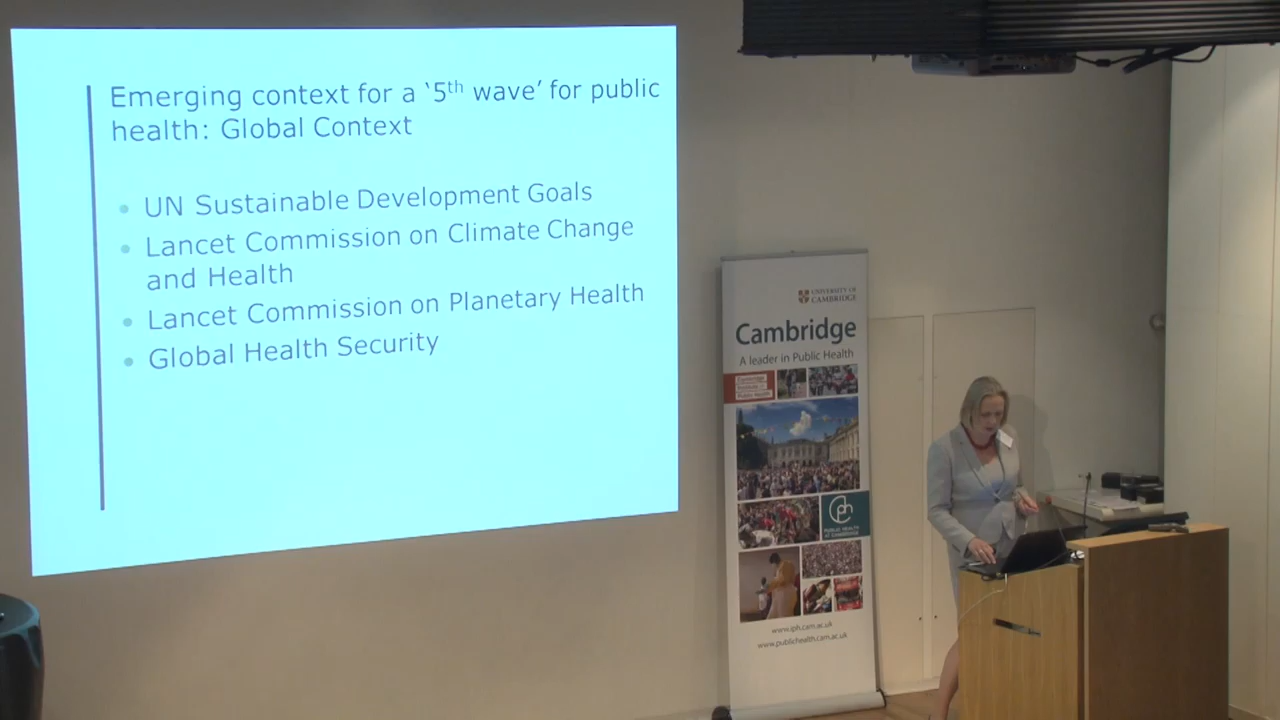 Emerging context for a ‘5th wave’ for public
health: Global Context
UN Sustainable Development Goals
Lancet Commission on Climate Change
and Health
Lancet Commission on Planetary Health
Global Health Security
UNIVERSITY OF
CAMBRIDGE
Cambridge
A leader in Public Health
PUBLIC HEALTH
AT CAMBRIDGE
www.iph.cam.ac.uk
www.publichealth.cam.ac.uk